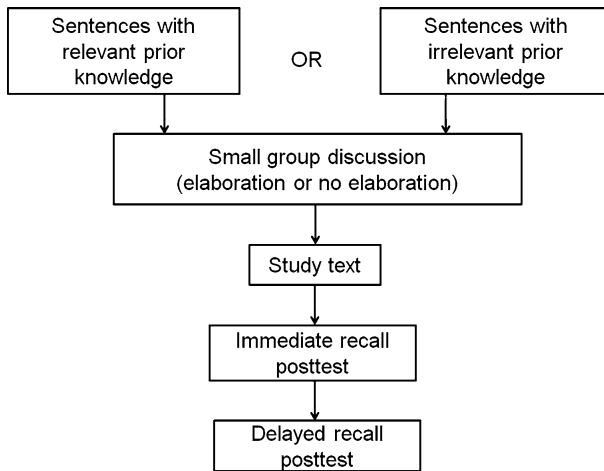 Sentences with
relevant prior
knowledge
OR
Sentences with
irrelevant prior
knowledge
Small group discussion
(elaboration or no elaboration)
Study text
Immediate recall
posttest
Delayed recall
posttest